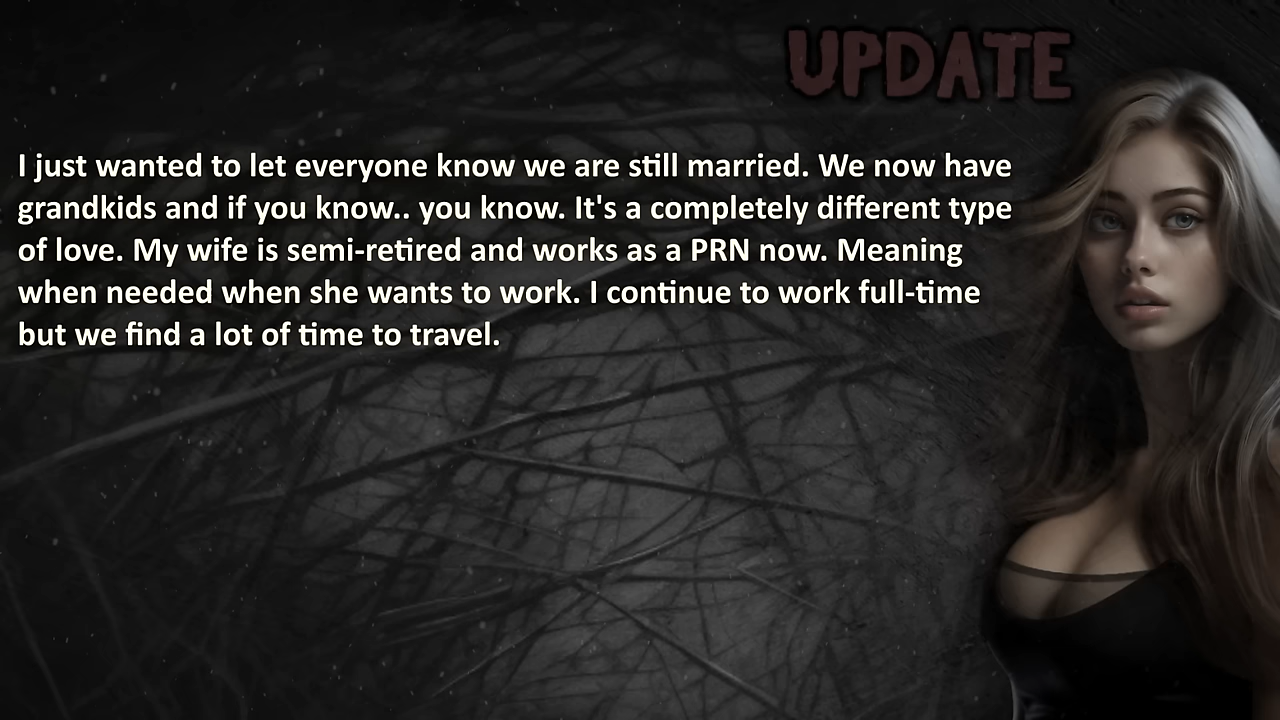 UPDATE
I just wanted to let everyone know we are still married. We now have
grandkids and if you know.. you know. It's a completely different type
of love. My wife is semi-retired and works as a PRN now. Meaning
when needed when she wants to work. I continue to work full-time
but we find a lot of time to travel.